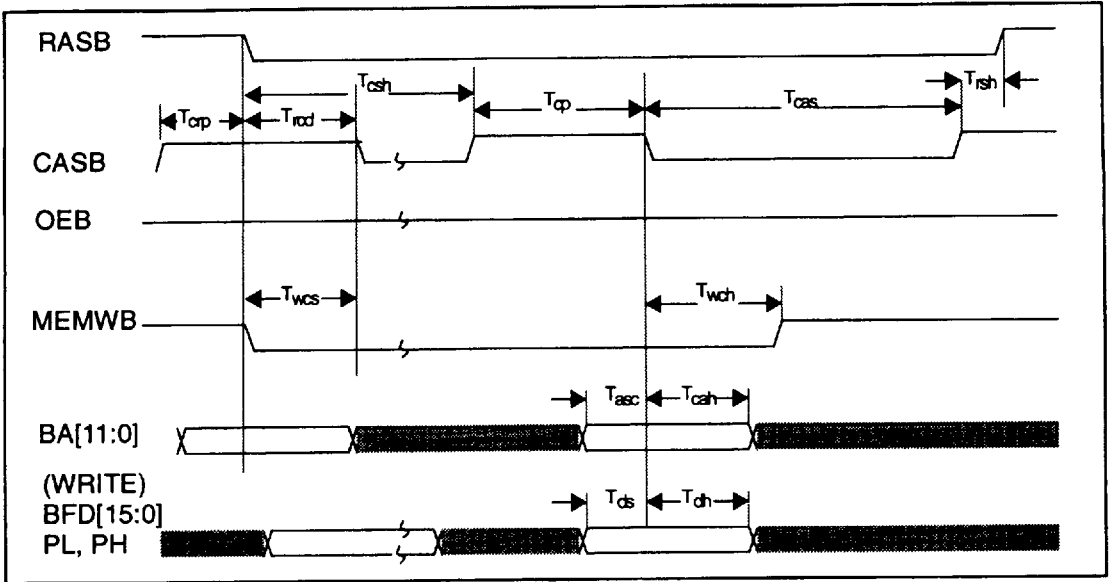 RASB
Tcsh
Trsh
Tcrp
Trcd
Tcp
Tcas
CASB
OEB
Twcs
Twch
MEMWB
Tasc
Tcah
BA[11:0]
(WRITE)
BFD[15:0]
Tds
Tdh
PL, PH